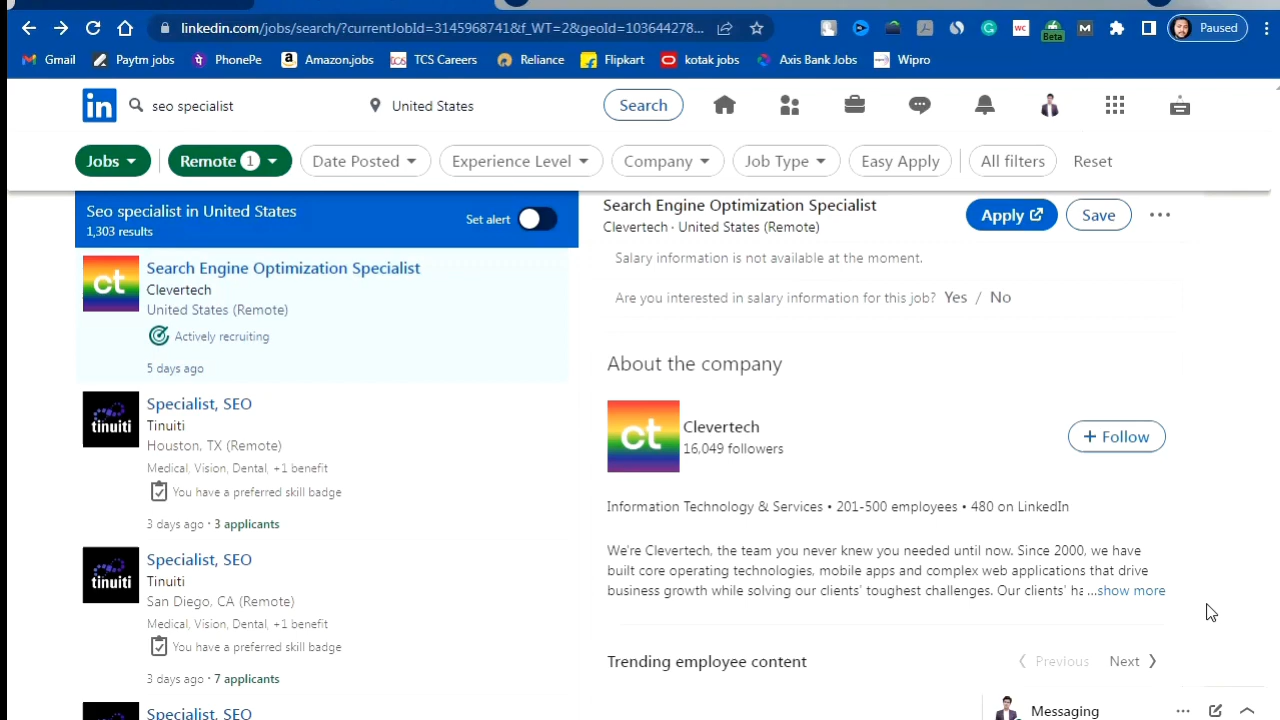 linkedin.com/jobs/search/?currentJobId=3145968741&f_WT=2&geoId=103644278...
Paused
Beta
WC
M
Gmail
Paytm jobs
PhonePe
Amazon.jobs
TCS Careers
Reliance
Flipkart
kotak jobs
Axis Bank Jobs
Wipro
in
seo specialist
United States
Search
Jobs
Remote 1
Date Posted
Experience Level
Company
Job Type
Easy Apply
All filters
Reset
Seo specialist in United States
1,303 results
Set alert
ct
Search Engine Optimization Specialist
Clevertech
United States (Remote)
Actively recruiting
5 days ago
tinuiti
Specialist, SEO
Tinuiti
Houston, TX (Remote)
Medical, Vision, Dental, +1 benefit
You have a preferred skill badge
3 days ago · 3 applicants
tinuiti
Specialist, SEO
Tinuiti
San Diego, CA (Remote)
Medical, Vision, Dental, +1 benefit
You have a preferred skill badge
3 days ago · 7 applicants
Specialist, SEO
Search Engine Optimization Specialist
Clevertech · United States (Remote)
Apply
Save
Salary information is not available at the moment.
Are you interested in salary information for this job? Yes / No
About the company
ct
Clevertech
16,049 followers
+ Follow
Information Technology & Services • 201-500 employees • 480 on LinkedIn
We're Clevertech, the team you never knew you needed until now. Since 2000, we have
built core operating technologies, mobile apps and complex web applications that drive
business growth while solving our clients' toughest challenges. Our clients' ha ...show more
Trending employee content
Previous
Next
Messaging